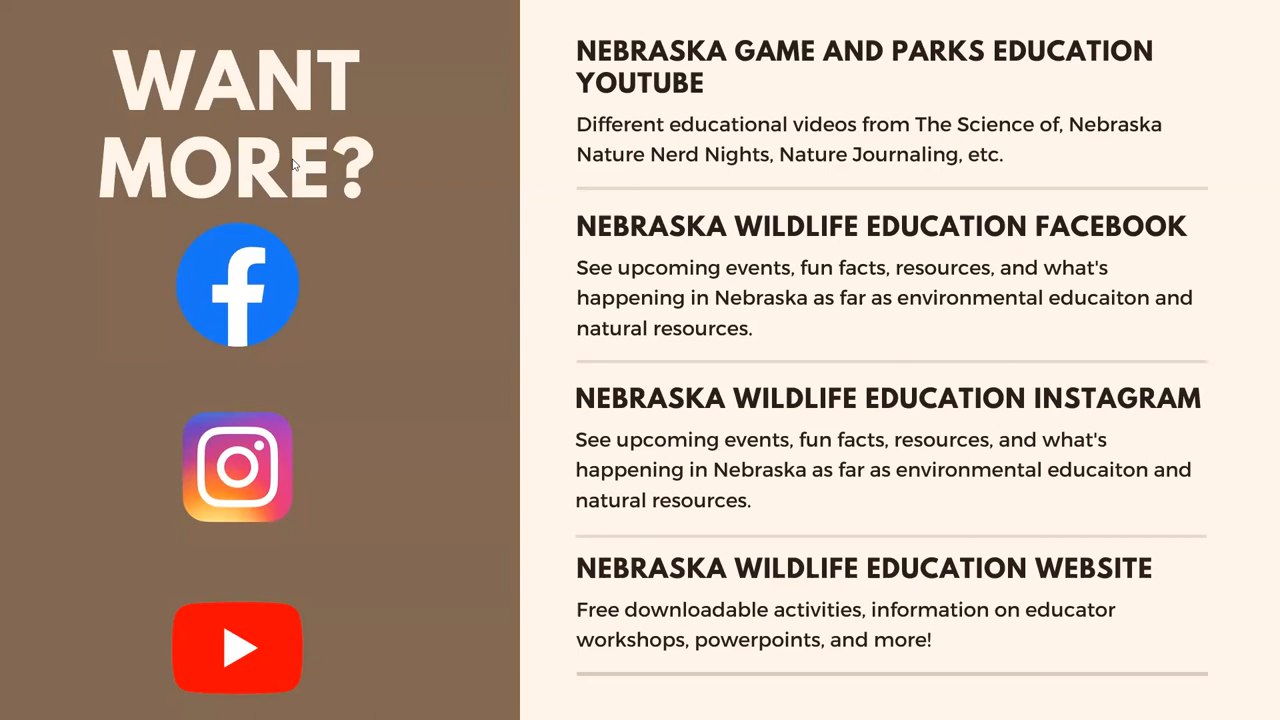 WANT
MORE?
NEBRASKA GAME AND PARKS EDUCATION
YOUTUBE
Different educational videos from The Science of, Nebraska
Nature Nerd Nights, Nature Journaling, etc.
NEBRASKA WILDLIFE EDUCATION FACEBOOK
See upcoming events, fun facts, resources, and what's
happening in Nebraska as far as environmental educaiton and
natural resources.
NEBRASKA WILDLIFE EDUCATION INSTAGRAM
See upcoming events, fun facts, resources, and what's
happening in Nebraska as far as environmental educaiton and
natural resources.
NEBRASKA WILDLIFE EDUCATION WEBSITE
Free downloadable activities, information on educator
workshops, powerpoints, and more!